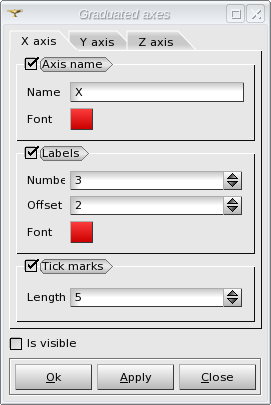 Graduated axes
X axis Y axis Z axis
Axis name
Name X
Font
Labels
Numbe 3
Offset 2
Font
Tick marks
Length 5
Is visible
Ok Apply Close